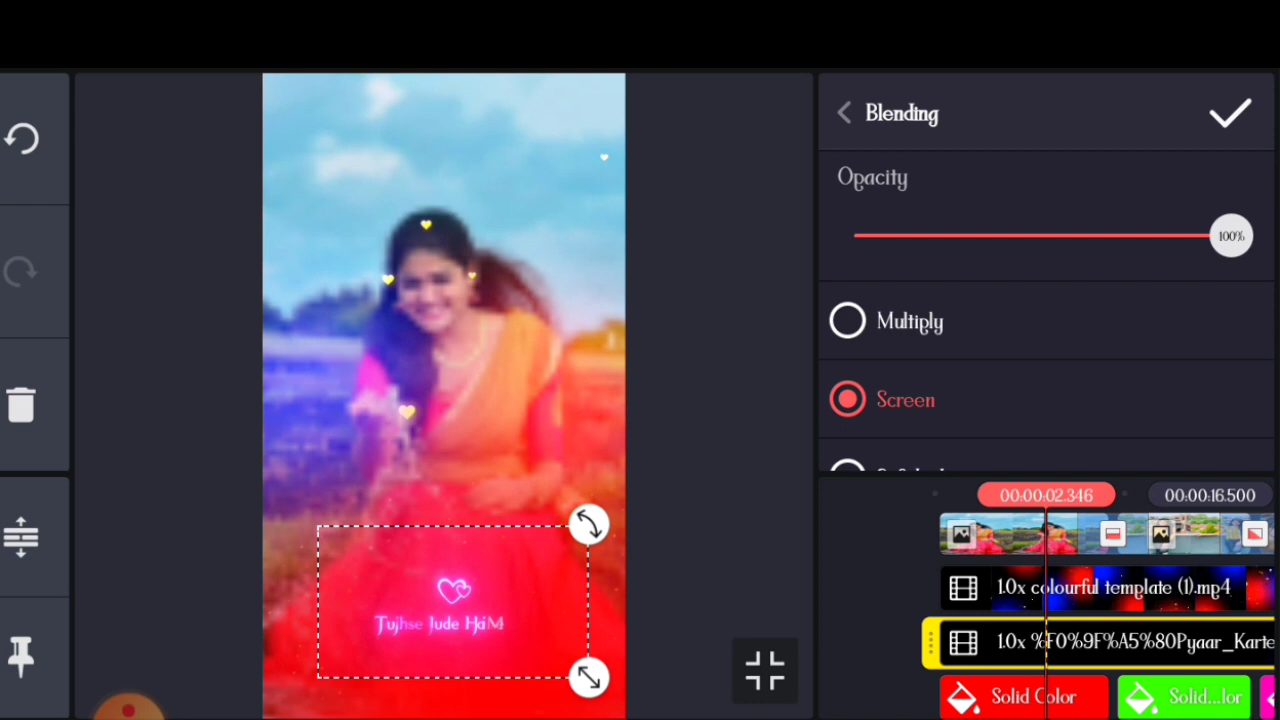 Blending
Opacity
100%
Multiply
Screen
00:00:02.346
00:00:16.500
1.0x colourful template (1).mp4
1.0x %F0%9F%A5%80Pyaar_Karte
Solid Color
Solid...lor
Tujhse Jude HaiM